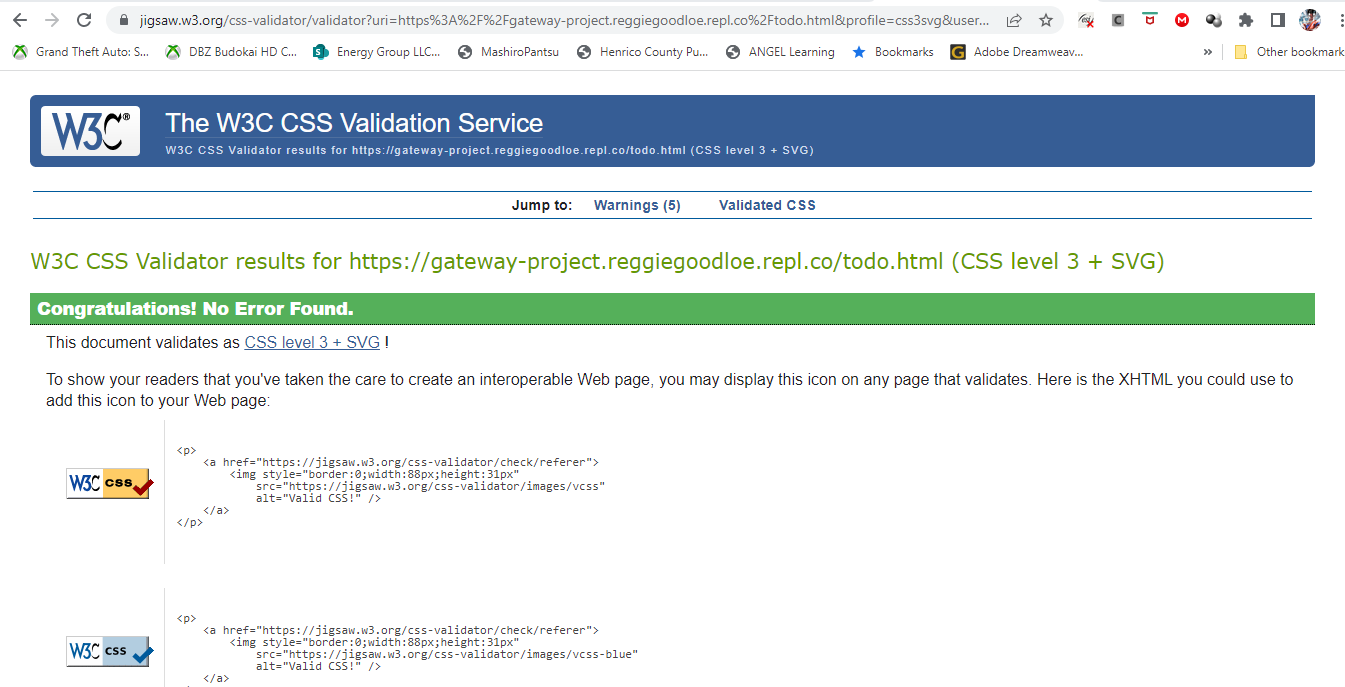 jigsaw.w3.org/css-validator/validator?uri=https%3A%2F%2Fgateway-project.reggiegoodloe.repl.co%2Ftodo.html&profile=css3svg&user...
Grand Theft Auto: S... DBZ Budokai HD C... Energy Group LLC... MashiroPantsu Henrico County Pu... ANGEL Learning Bookmarks Adobe Dreamweav... » Other bookmark
W3C® The W3C CSS Validation Service
W3C CSS Validator results for https://gateway-project.reggiegoodloe.repl.co/todo.html (CSS level 3 + SVG)
Jump to: Warnings (5) Validated CSS
W3C CSS Validator results for https://gateway-project.reggiegoodloe.repl.co/todo.html (CSS level 3 + SVG)
Congratulations! No Error Found.
This document validates as CSS level 3 + SVG !
To show your readers that you've taken the care to create an interoperable Web page, you may display this icon on any page that validates. Here is the XHTML you could use to
add this icon to your Web page:
W3C css
<p>
<a href="https://jigsaw.w3.org/css-validator/check/referer">
<img style="border:0;width:88px;height:31px"
src="https://jigsaw.w3.org/css-validator/images/vcss"
alt="Valid CSS!" />
</a>
</p>
W3C css
<p>
<a href="https://jigsaw.w3.org/css-validator/check/referer">
<img style="border:0;width:88px;height:31px"
src="https://jigsaw.w3.org/css-validator/images/vcss-blue"
alt="Valid CSS!" />
</a>